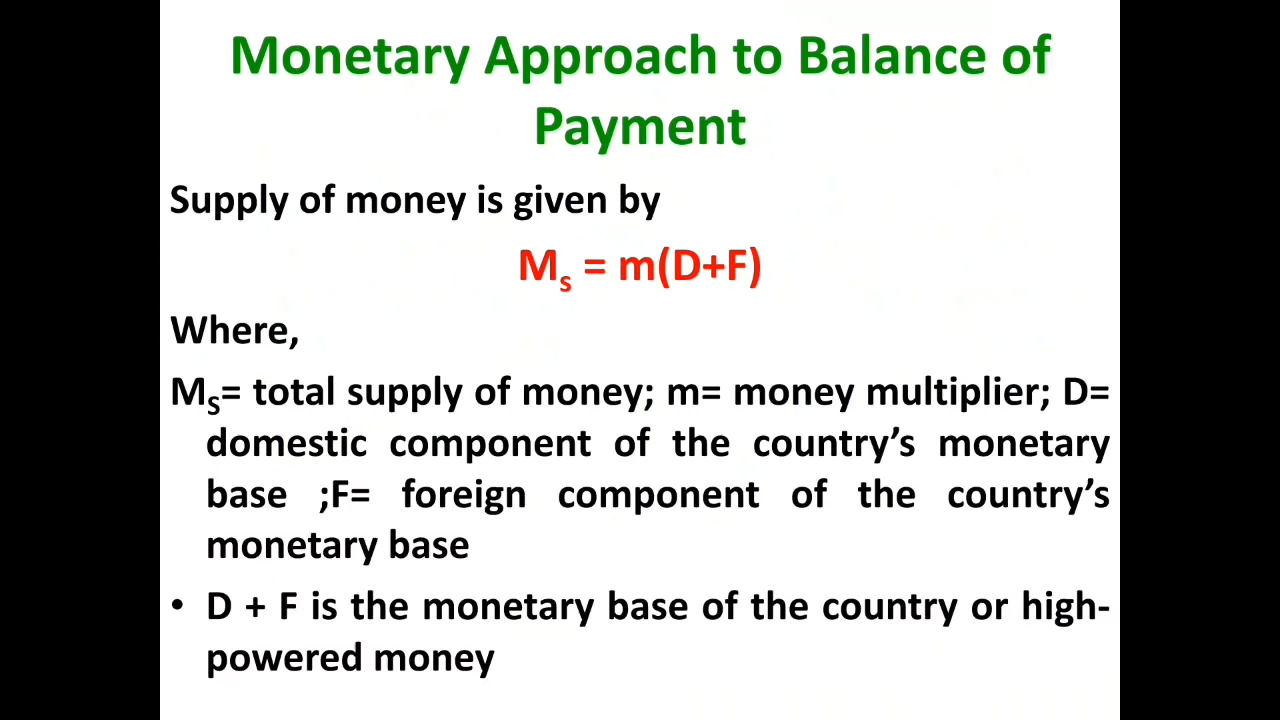 Monetary Approach to Balance of
Payment
Supply of money is given by
Ms = m(D+F)
Where,
MS= total supply of money; m= money multiplier; D=
domestic component of the country’s monetary
base ;F= foreign component of the country’s
monetary base
• D + F is the monetary base of the country or high-
powered money